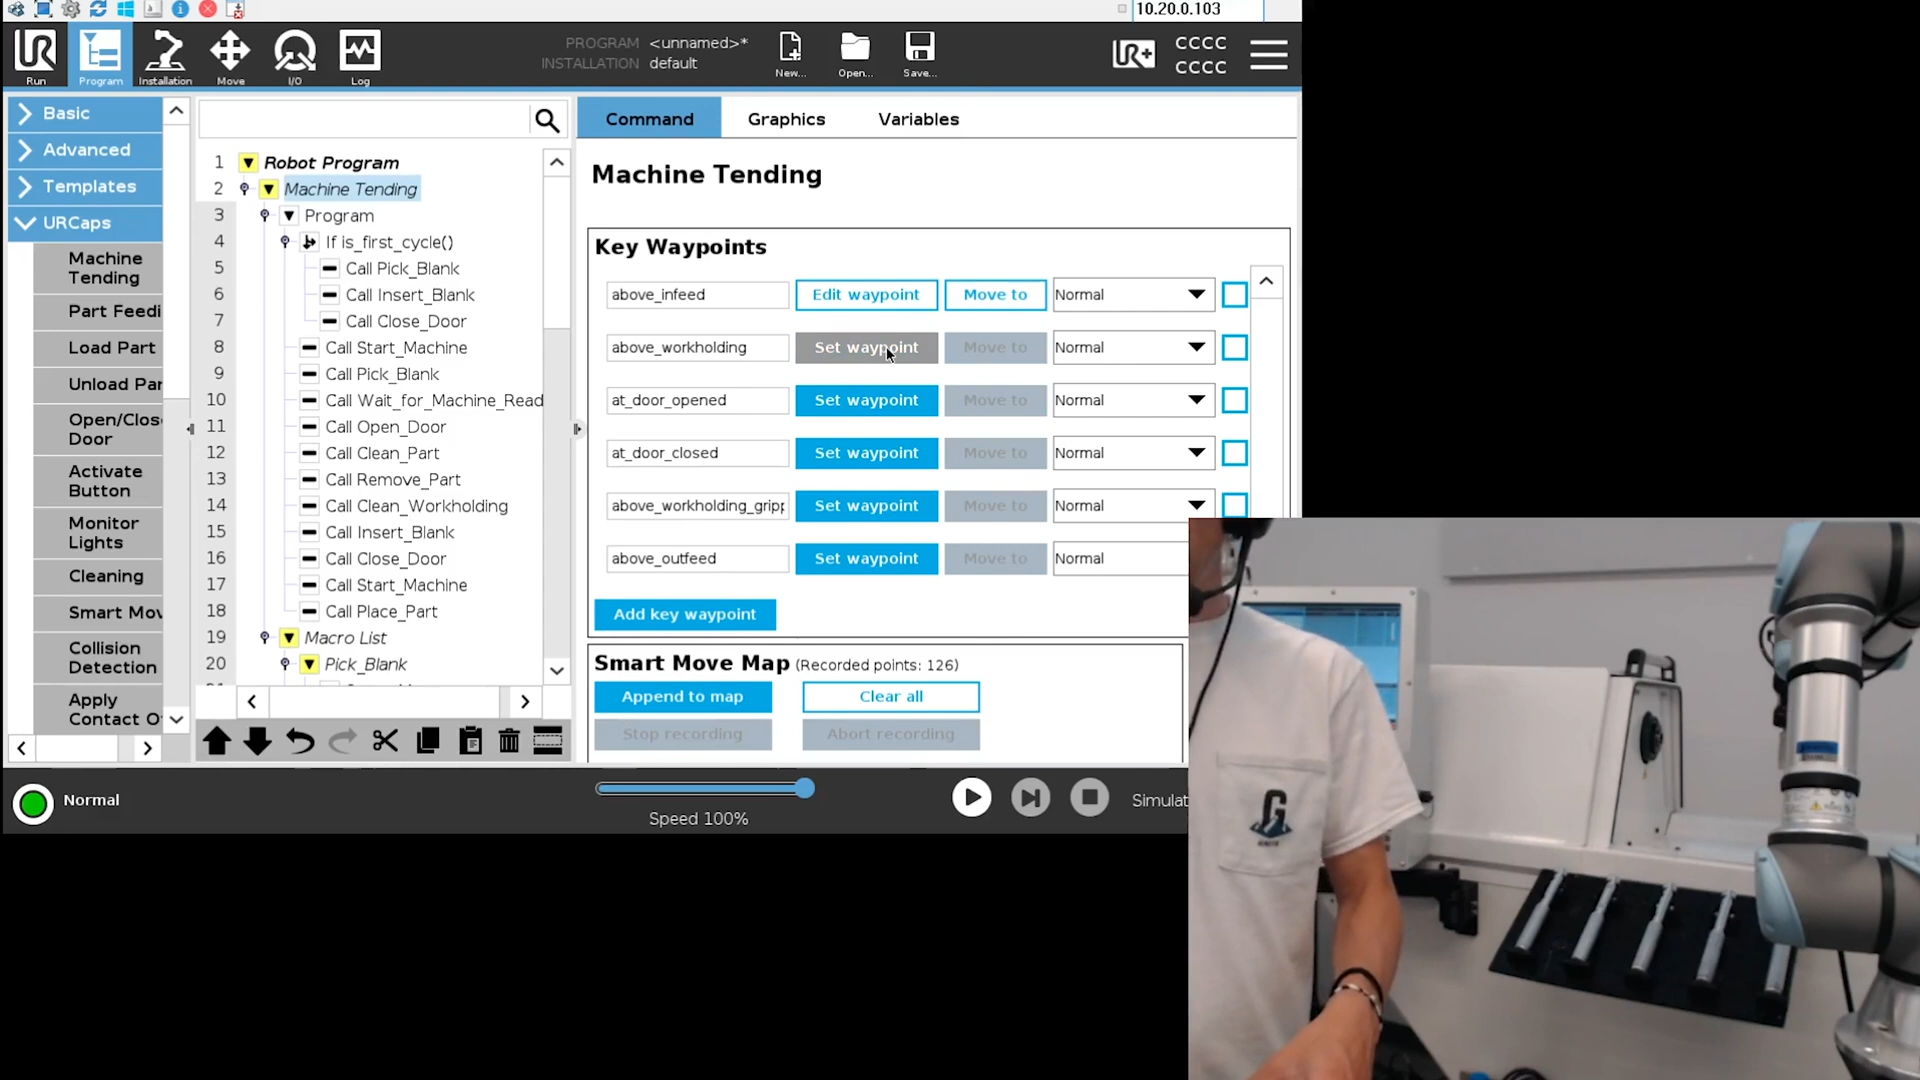 10.20.0.103
PROGRAM <unnamed>*
INSTALLATION default
UR+
CCCC
CCCC
Run
Program
Installation
Move
I/O
Log
New...
Open...
Save...
Basic
Advanced
Templates
URCaps
Machine
Tending
Part Feedi
Load Part
Unload Par
Open/Clos
Door
Activate
Button
Monitor
Lights
Cleaning
Smart Mov
Collision
Detection
Apply
Contact O
1 Robot Program
2 Machine Tending
3 Program
4 If is_first_cycle()
5 Call Pick_Blank
6 Call Insert_Blank
7 Call Close_Door
8 Call Start_Machine
9 Call Pick_Blank
10 Call Wait_for_Machine_Read
11 Call Open_Door
12 Call Clean_Part
13 Call Remove_Part
14 Call Clean_Workholding
15 Call Insert_Blank
16 Call Close_Door
17 Call Start_Machine
18 Call Place_Part
19 Macro List
20 Pick_Blank
Command Graphics Variables
Machine Tending
Key Waypoints
above_infeed Edit waypoint Move to Normal
above_workholding Set waypoint Move to Normal
at_door_opened Set waypoint Move to Normal
at_door_closed Set waypoint Move to Normal
above_workholding_gripp Set waypoint Move to Normal
above_outfeed Set waypoint Move to Normal
Add key waypoint
Smart Move Map (Recorded points: 126)
Append to map Clear all
Stop recording Abort recording
Normal
Speed 100%
Simulat